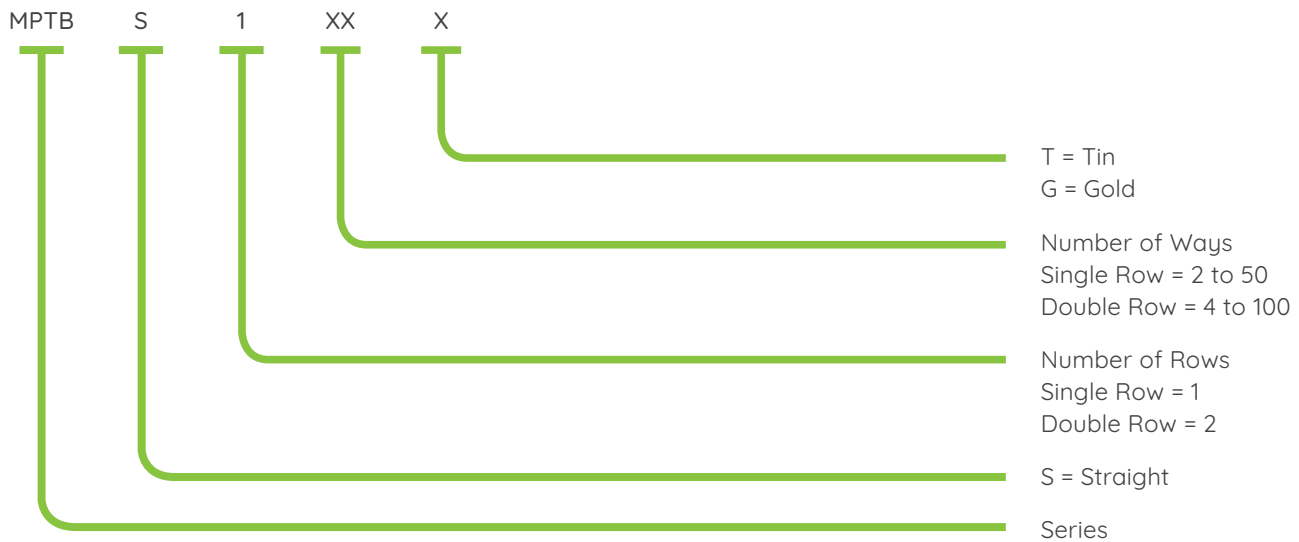 MPTB S 1 XX X
T = Tin
G = Gold
Number of Ways
Single Row = 2 to 50
Double Row = 4 to 100
Number of Rows
Single Row = 1
Double Row = 2
S = Straight
Series